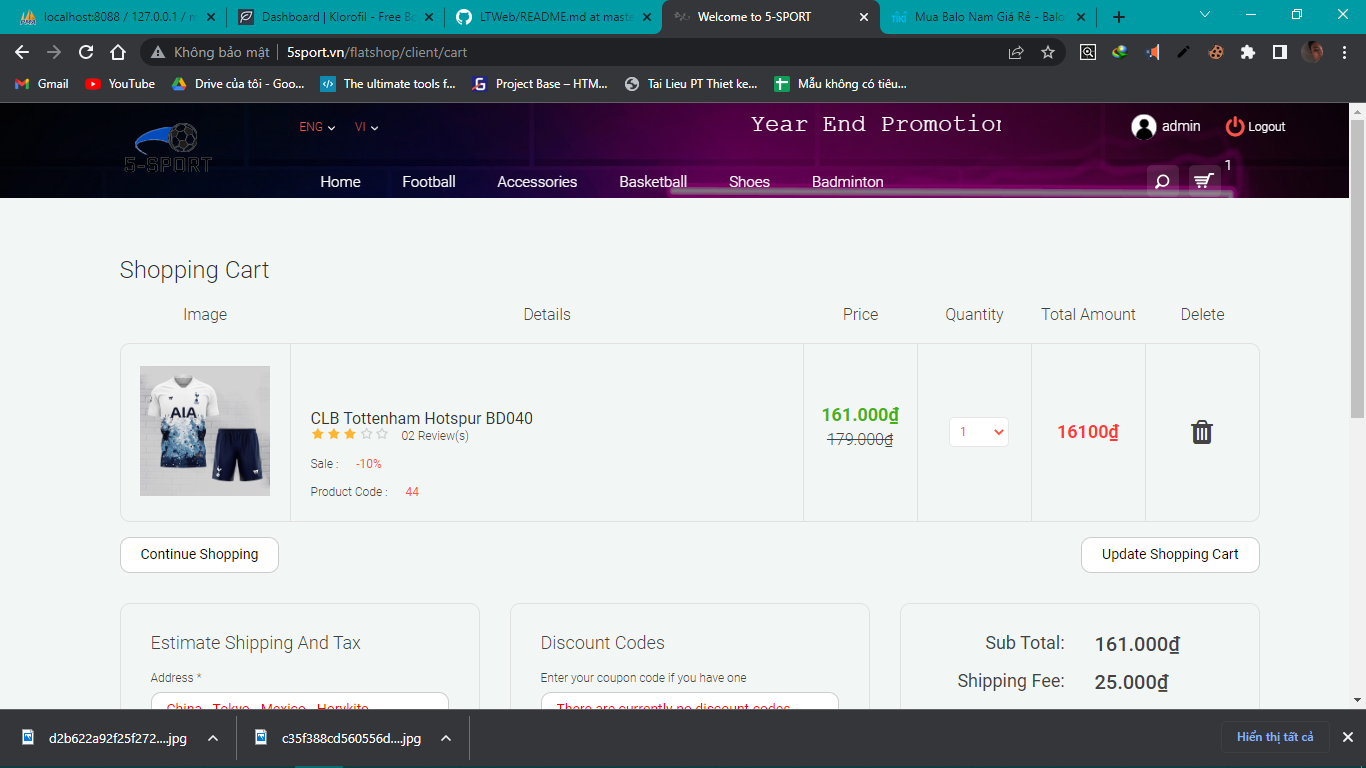 localhost:8088 / 127.0.0.1 / m
Dashboard | Klorofil - Free Bo
LTWeb/README.md at maste
Welcome to 5-SPORT
Mua Balo Nam Giá Rẻ - Balo
Không bảo mật | 5sport.vn/flatshop/client/cart
Gmail
YouTube
Drive của tôi - Goo...
The ultimate tools f...
Project Base – HTM...
Tai Lieu PT Thiet ke...
Mẫu không có tiêu...
5-SPORT
ENG
VI
Year End Promotion
admin
Logout
Home
Football
Accessories
Basketball
Shoes
Badminton
1
Shopping Cart
Image
Details
Price
Quantity
Total Amount
Delete
AIA
CLB Tottenham Hotspur BD040
02 Review(s)
Sale : -10%
Product Code : 44
161.000₫
179.000₫
1
16100₫
Continue Shopping
Update Shopping Cart
Estimate Shipping And Tax
Address *
China , Tokyo , Mexico , Honykito
Discount Codes
Enter your coupon code if you have one
There are currently no discount codes
Sub Total: 161.000₫
Shipping Fee: 25.000₫
d2b622a92f25f272....jpg
c35f388cd560556d....jpg
Hiển thị tất cả